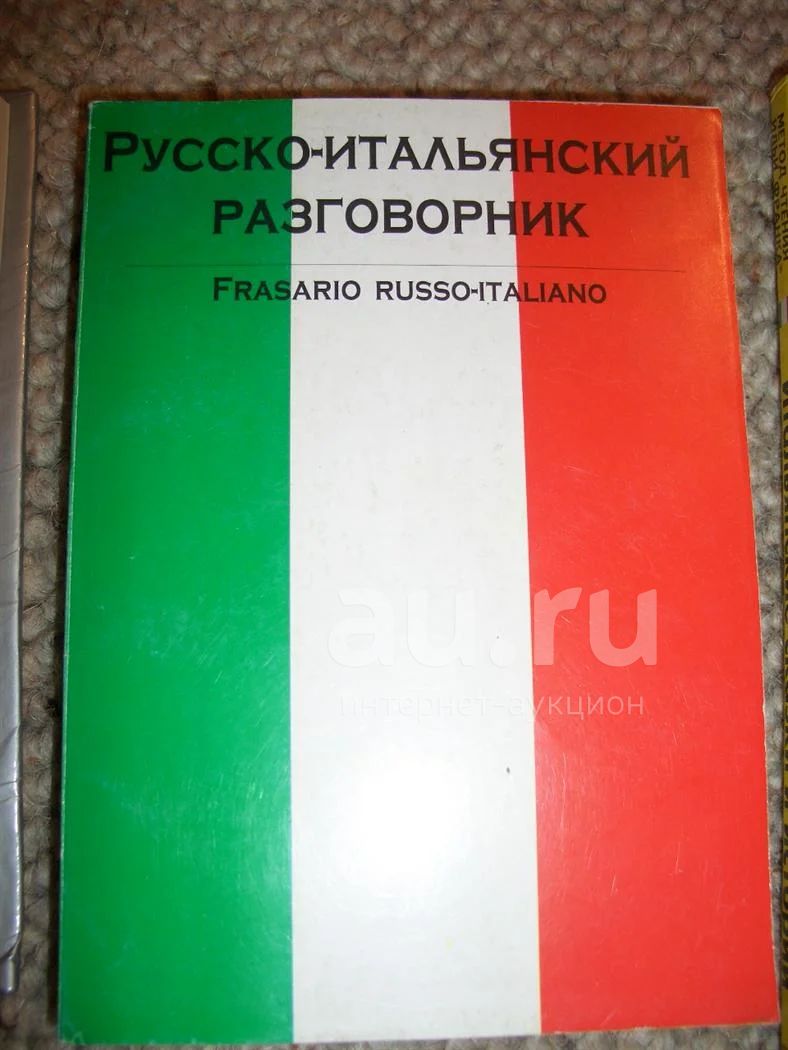 Русско-итальянский
разговорник
Frasario russo-italiano
au.ru
интернет-аукцион